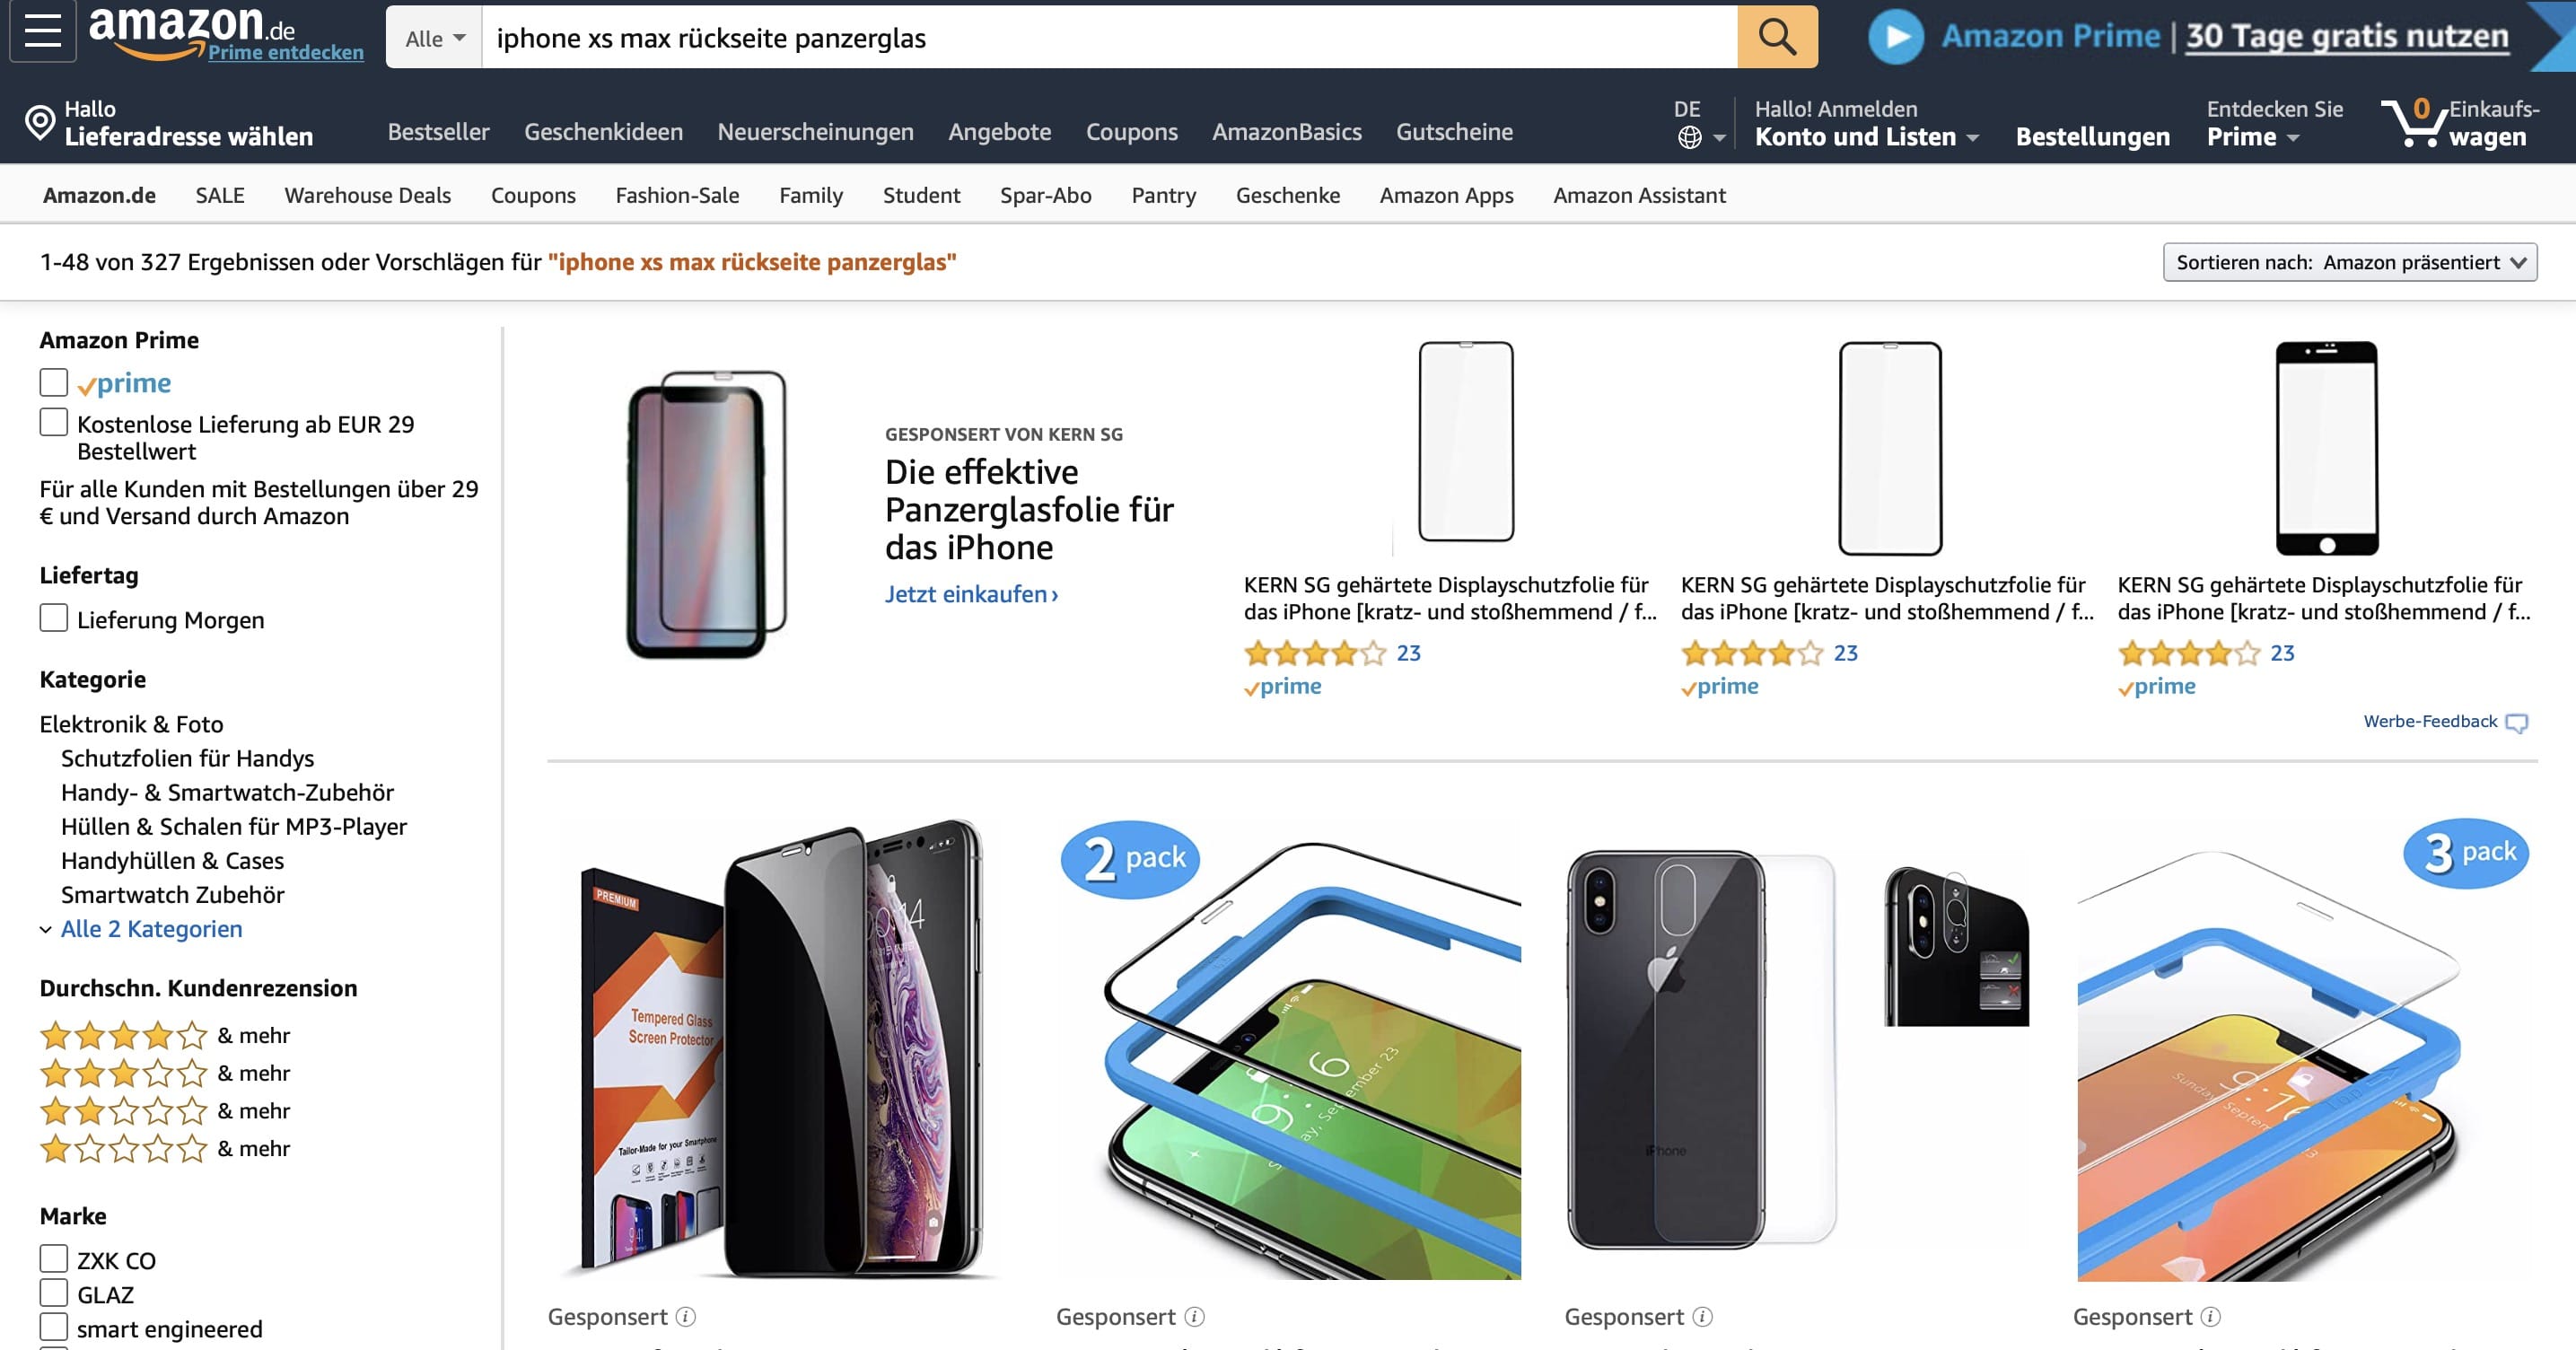 amazon.de
Prime entdecken
Alle
iphone xs max rückseite panzerglas
Amazon Prime | 30 Tage gratis nutzen
Hallo
Lieferadresse wählen
Bestseller Geschenkideen Neuerscheinungen Angebote Coupons AmazonBasics Gutscheine
DE
Hallo! Anmelden
Konto und Listen
Bestellungen
Entdecken Sie
Prime
0
Einkaufs-
wagen
Amazon.de SALE Warehouse Deals Coupons Fashion-Sale Family Student Spar-Abo Pantry Geschenke Amazon Apps Amazon Assistant
1-48 von 327 Ergebnissen oder Vorschlägen für "iphone xs max rückseite panzerglas"
Sortieren nach: Amazon präsentiert
Amazon Prime
prime
Kostenlose Lieferung ab EUR 29
Bestellwert
Für alle Kunden mit Bestellungen über 29
€ und Versand durch Amazon
Liefertag
Lieferung Morgen
Kategorie
Elektronik & Foto
Schutzfolien für Handys
Handy- & Smartwatch-Zubehör
Hüllen & Schalen für MP3-Player
Handyhüllen & Cases
Smartwatch Zubehör
Alle 2 Kategorien
Durchschn. Kundenrezension
& mehr
& mehr
& mehr
& mehr
Marke
ZXK CO
GLAZ
smart engineered
GESPONSERT VON KERN SG
Die effektive
Panzerglasfolie für
das iPhone
Jetzt einkaufen ›
KERN SG gehärtete Displayschutzfolie für
das iPhone [kratz- und stoßhemmend / f...
23
prime
KERN SG gehärtete Displayschutzfolie für
das iPhone [kratz- und stoßhemmend / f...
23
prime
KERN SG gehärtete Displayschutzfolie für
das iPhone [kratz- und stoßhemmend / f...
23
prime
Werbe-Feedback
PREMIUM
Tempered Glass
Screen Protector
Tailor-Made for your Smartphone
2 pack
iPhone
3 pack
Gesponsert
Gesponsert
Gesponsert
Gesponsert